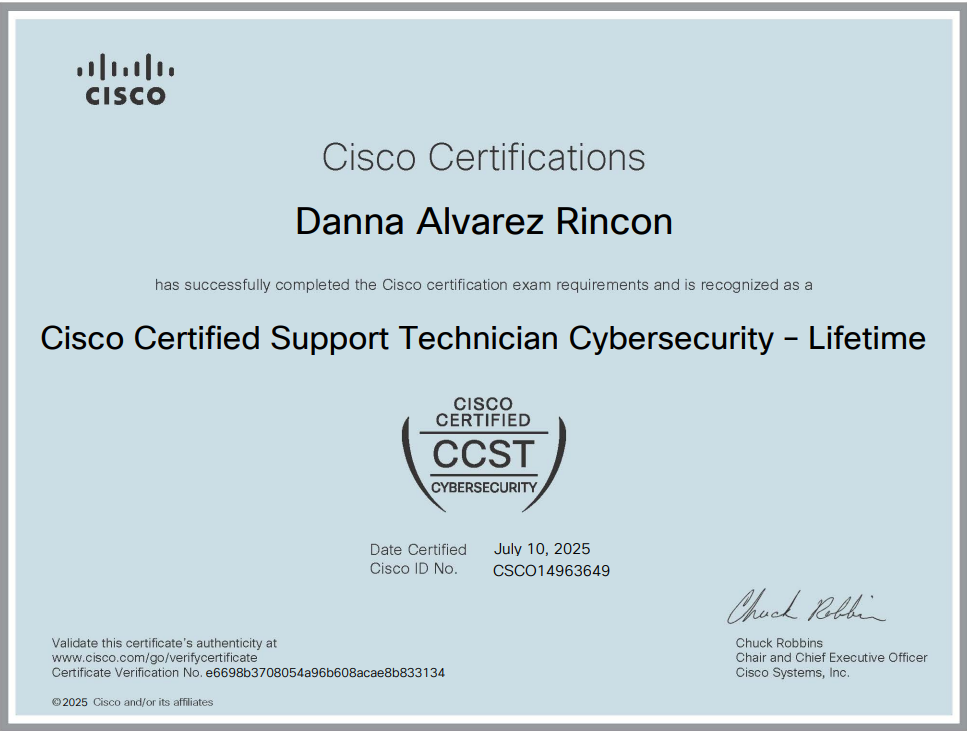 CISCO
Cisco Certifications
Danna Alvarez Rincon
has successfully completed the Cisco certification exam requirements and is recognized as a
Cisco Certified Support Technician Cybersecurity – Lifetime
CISCO
CERTIFIED
CCST
CYBERSECURITY
Date Certified July 10, 2025
Cisco ID No. CSCO14963649
Chuck Robbins
Validate this certificate's authenticity at
www.cisco.com/go/verifycertificate
Certificate Verification No. e6698b3708054a96b608acae8b833134
Chuck Robbins
Chair and Chief Executive Officer
Cisco Systems, Inc.
©2025 Cisco and/or its affiliates